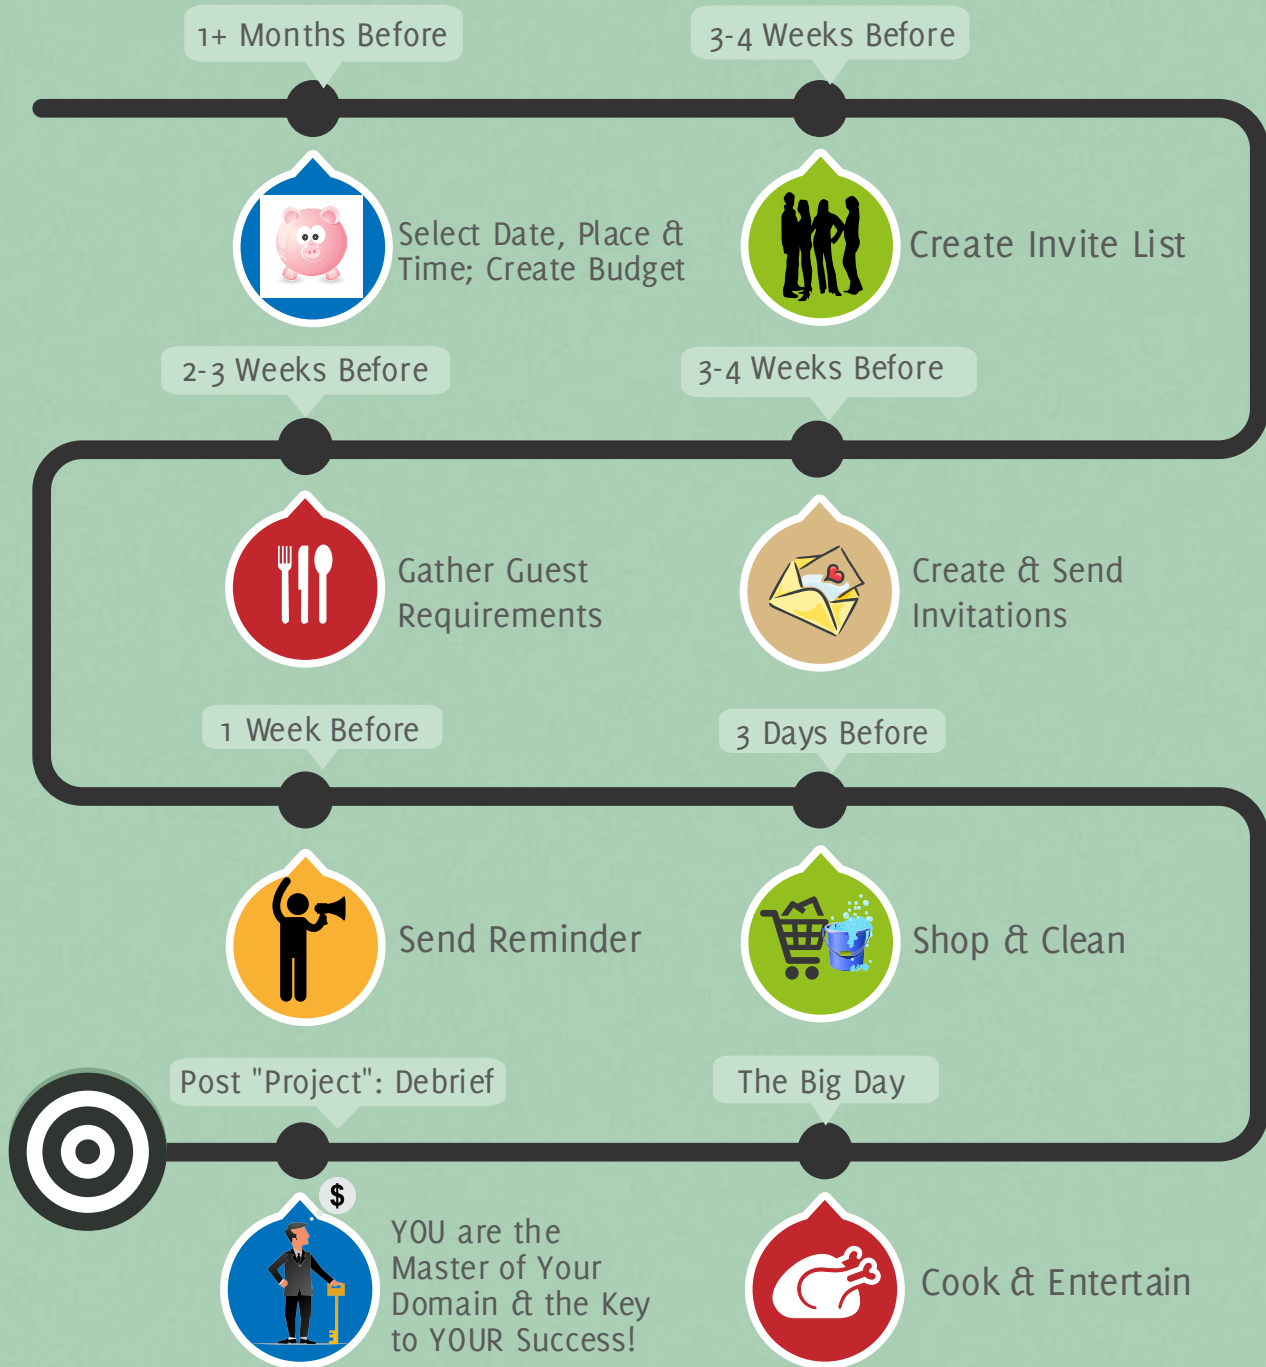 1+ Months Before
3-4 Weeks Before
Select Date, Place &
Time; Create Budget
Create Invite List
3-4 Weeks Before
Create & Send
Invitations
2-3 Weeks Before
Gather Guest
Requirements
1 Week Before
Send Reminder
3 Days Before
Shop & Clean
The Big Day
Cook & Entertain
Post "Project": Debrief
$
YOU are the
Master of Your
Domain & the Key
to YOUR Success!